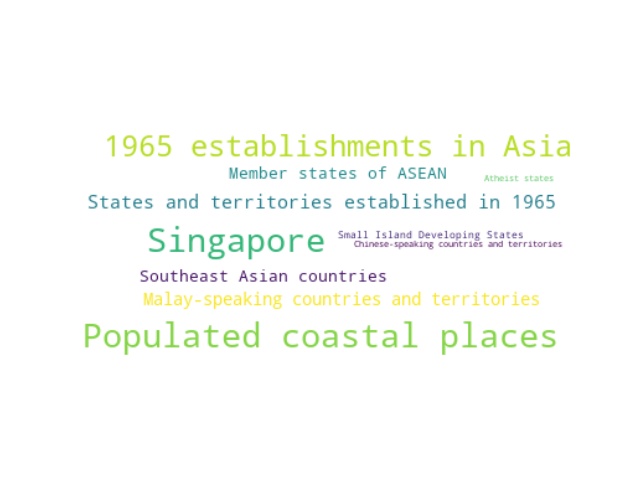 1965 establishments in Asia
Member states of ASEAN
Atheist states
States and territories established in 1965
Singapore
Small Island Developing States
Chinese-speaking countries and territories
Southeast Asian countries
Malay-speaking countries and territories
Populated coastal places